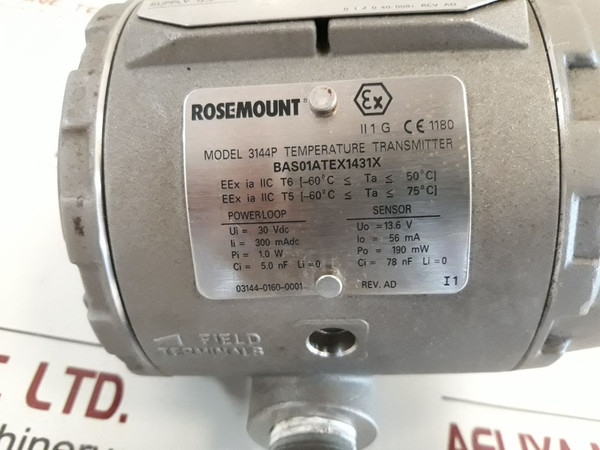 ROSEMOUNT®
Ex
II 1 G CE 1180
MODEL 3144P TEMPERATURE TRANSMITTER
BAS01ATEX1431X
EEx ia IIC T6 [-60°C ≤ Ta ≤ 50°C]
EEx ia IIC T5 [-60°C ≤ Ta ≤ 75°C]
POWER/LOOP
Ui = 30 Vdc
Ii = 300 mAdc
Pi = 1.0 W
Ci = 5.0 nF Li = 0
SENSOR
Uo = 13.6 V
Io = 56 mA
Po = 190 mW
Ci = 78 nF Li = 0
03144-0160-0001 REV. AD I1
FIELD
TERMINALS
LTD.